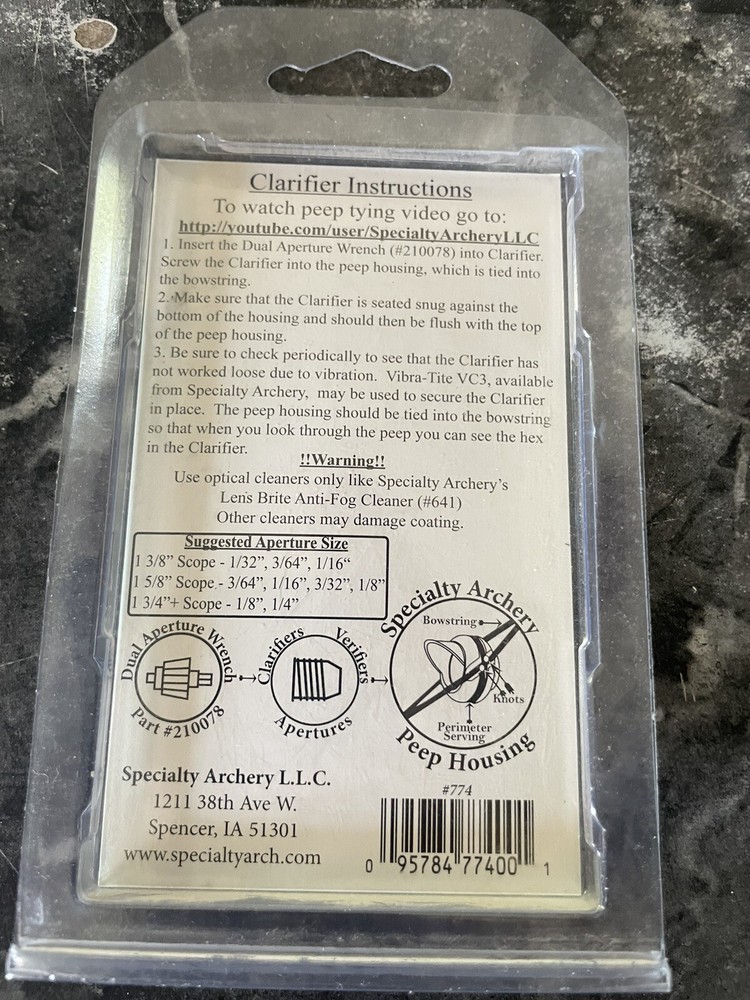 Clarifier Instructions
To watch peep tying video go to:
http://youtube.com/user/SpecialtyArcheryLLC
1. Insert the Dual Aperture Wrench (#210078) into Clarifier.
Screw the Clarifier into the peep housing, which is tied into
the bowstring.
2. Make sure that the Clarifier is seated snug against the
bottom of the housing and should then be flush with the top
of the peep housing.
3. Be sure to check periodically to see that the Clarifier has
not worked loose due to vibration. Vibra-Tite VC3, available
from Specialty Archery, may be used to secure the Clarifier
in place. The peep housing should be tied into the bowstring
so that when you look through the peep you can see the hex
in the Clarifier.
!!Warning!!
Use optical cleaners only like Specialty Archery's
Lens Brite Anti-Fog Cleaner (#641)
Other cleaners may damage coating.
Suggested Aperture Size
1 3/8” Scope - 1/32”, 3/64”, 1/16“
1 5/8” Scope - 3/64”, 1/16”, 3/32”, 1/8”
1 3/4”+ Scope - 1/8”, 1/4”
Dual Aperture Wrench
Part #210078
Clarifiers
Verifiers
Apertures
Specialty Archery
Bowstring
Knots
Perimeter
Serving
Peep Housing
Specialty Archery L.L.C.
1211 38th Ave W.
Spencer, IA 51301
www.specialtyarch.com
#774
0 95784 77400 1